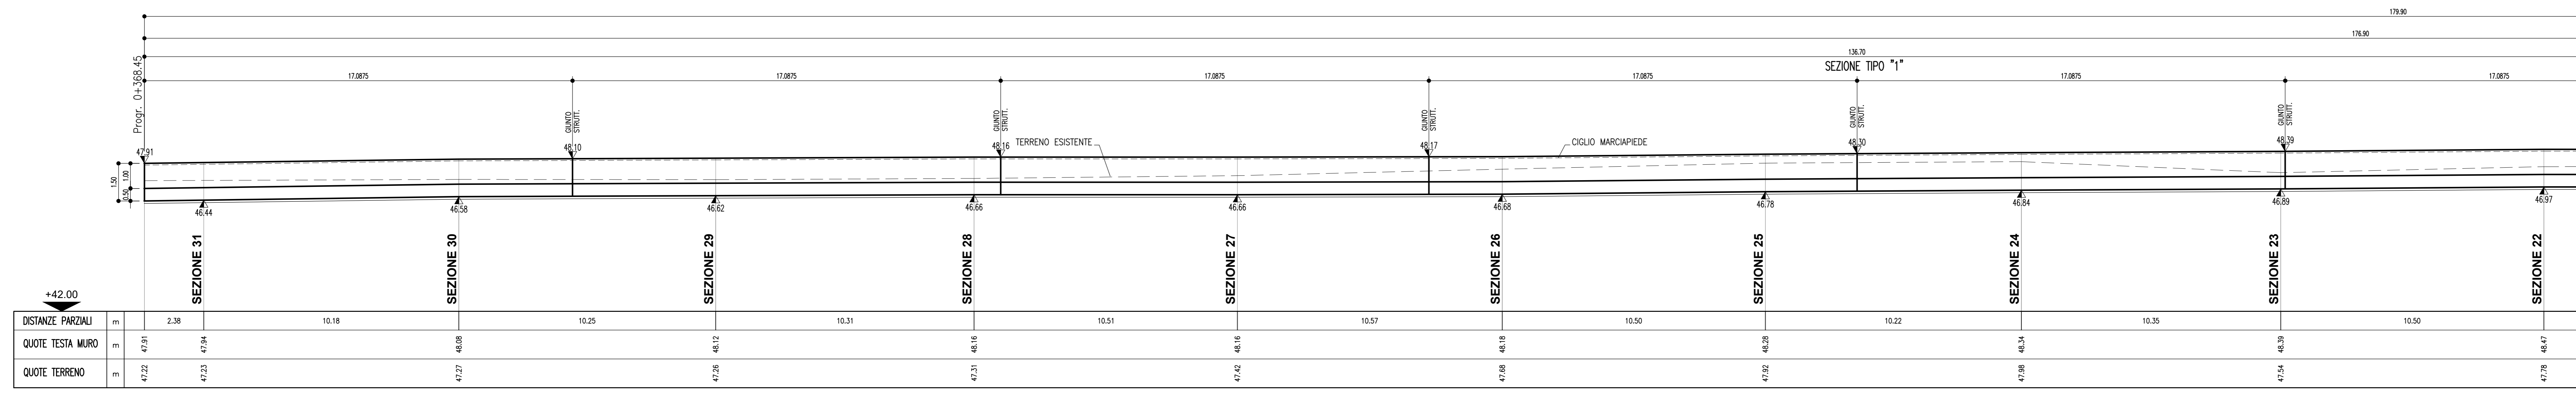 179.90
176.90
136.70
SEZIONE TIPO "1"
17.0875
17.0875
17.0875
17.0875
17.0875
17.0875
Progr. 0+368.45
GIUNTO
STRUTT.
GIUNTO
STRUTT.
GIUNTO
STRUTT.
GIUNTO
STRUTT.
GIUNTO
STRUTT.
47.91
48.10
48.16
48.17
48.30
48.39
TERRENO ESISTENTE
CIGLIO MARCIAPIEDE
1.50
1.00
0.50
46.44
46.58
46.62
46.66
46.66
46.68
46.78
46.84
46.89
46.97
SEZIONE 31
SEZIONE 30
SEZIONE 29
SEZIONE 28
SEZIONE 27
SEZIONE 26
SEZIONE 25
SEZIONE 24
SEZIONE 23
SEZIONE 22
+42.00
DISTANZE PARZIALI m 2.38 10.18 10.25 10.31 10.51 10.57 10.50 10.22 10.35 10.50
QUOTE TESTA MURO m 47.91 47.94 48.08 48.12 48.16 48.16 48.18 48.28 48.34 48.39 48.47
QUOTE TERRENO m 47.22 47.23 47.27 47.26 47.31 47.42 47.68 47.92 47.98 47.54 47.78